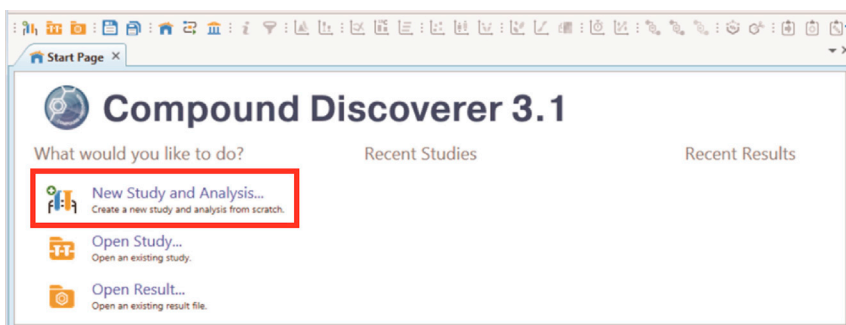 Start Page
Compound Discoverer 3.1
What would you like to do?
Recent Studies
Recent Results
New Study and Analysis...
Create a new study and analysis from scratch.
Open Study...
Open an existing study.
Open Result...
Open an existing result file.